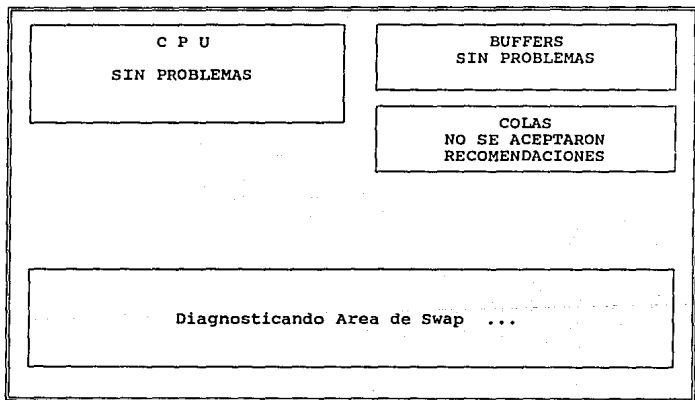 C P U
SIN PROBLEMAS
BUFFERS
SIN PROBLEMAS
COLAS
NO SE ACEPTARON
RECOMENDACIONES
Diagnosticando Area de Swap ...